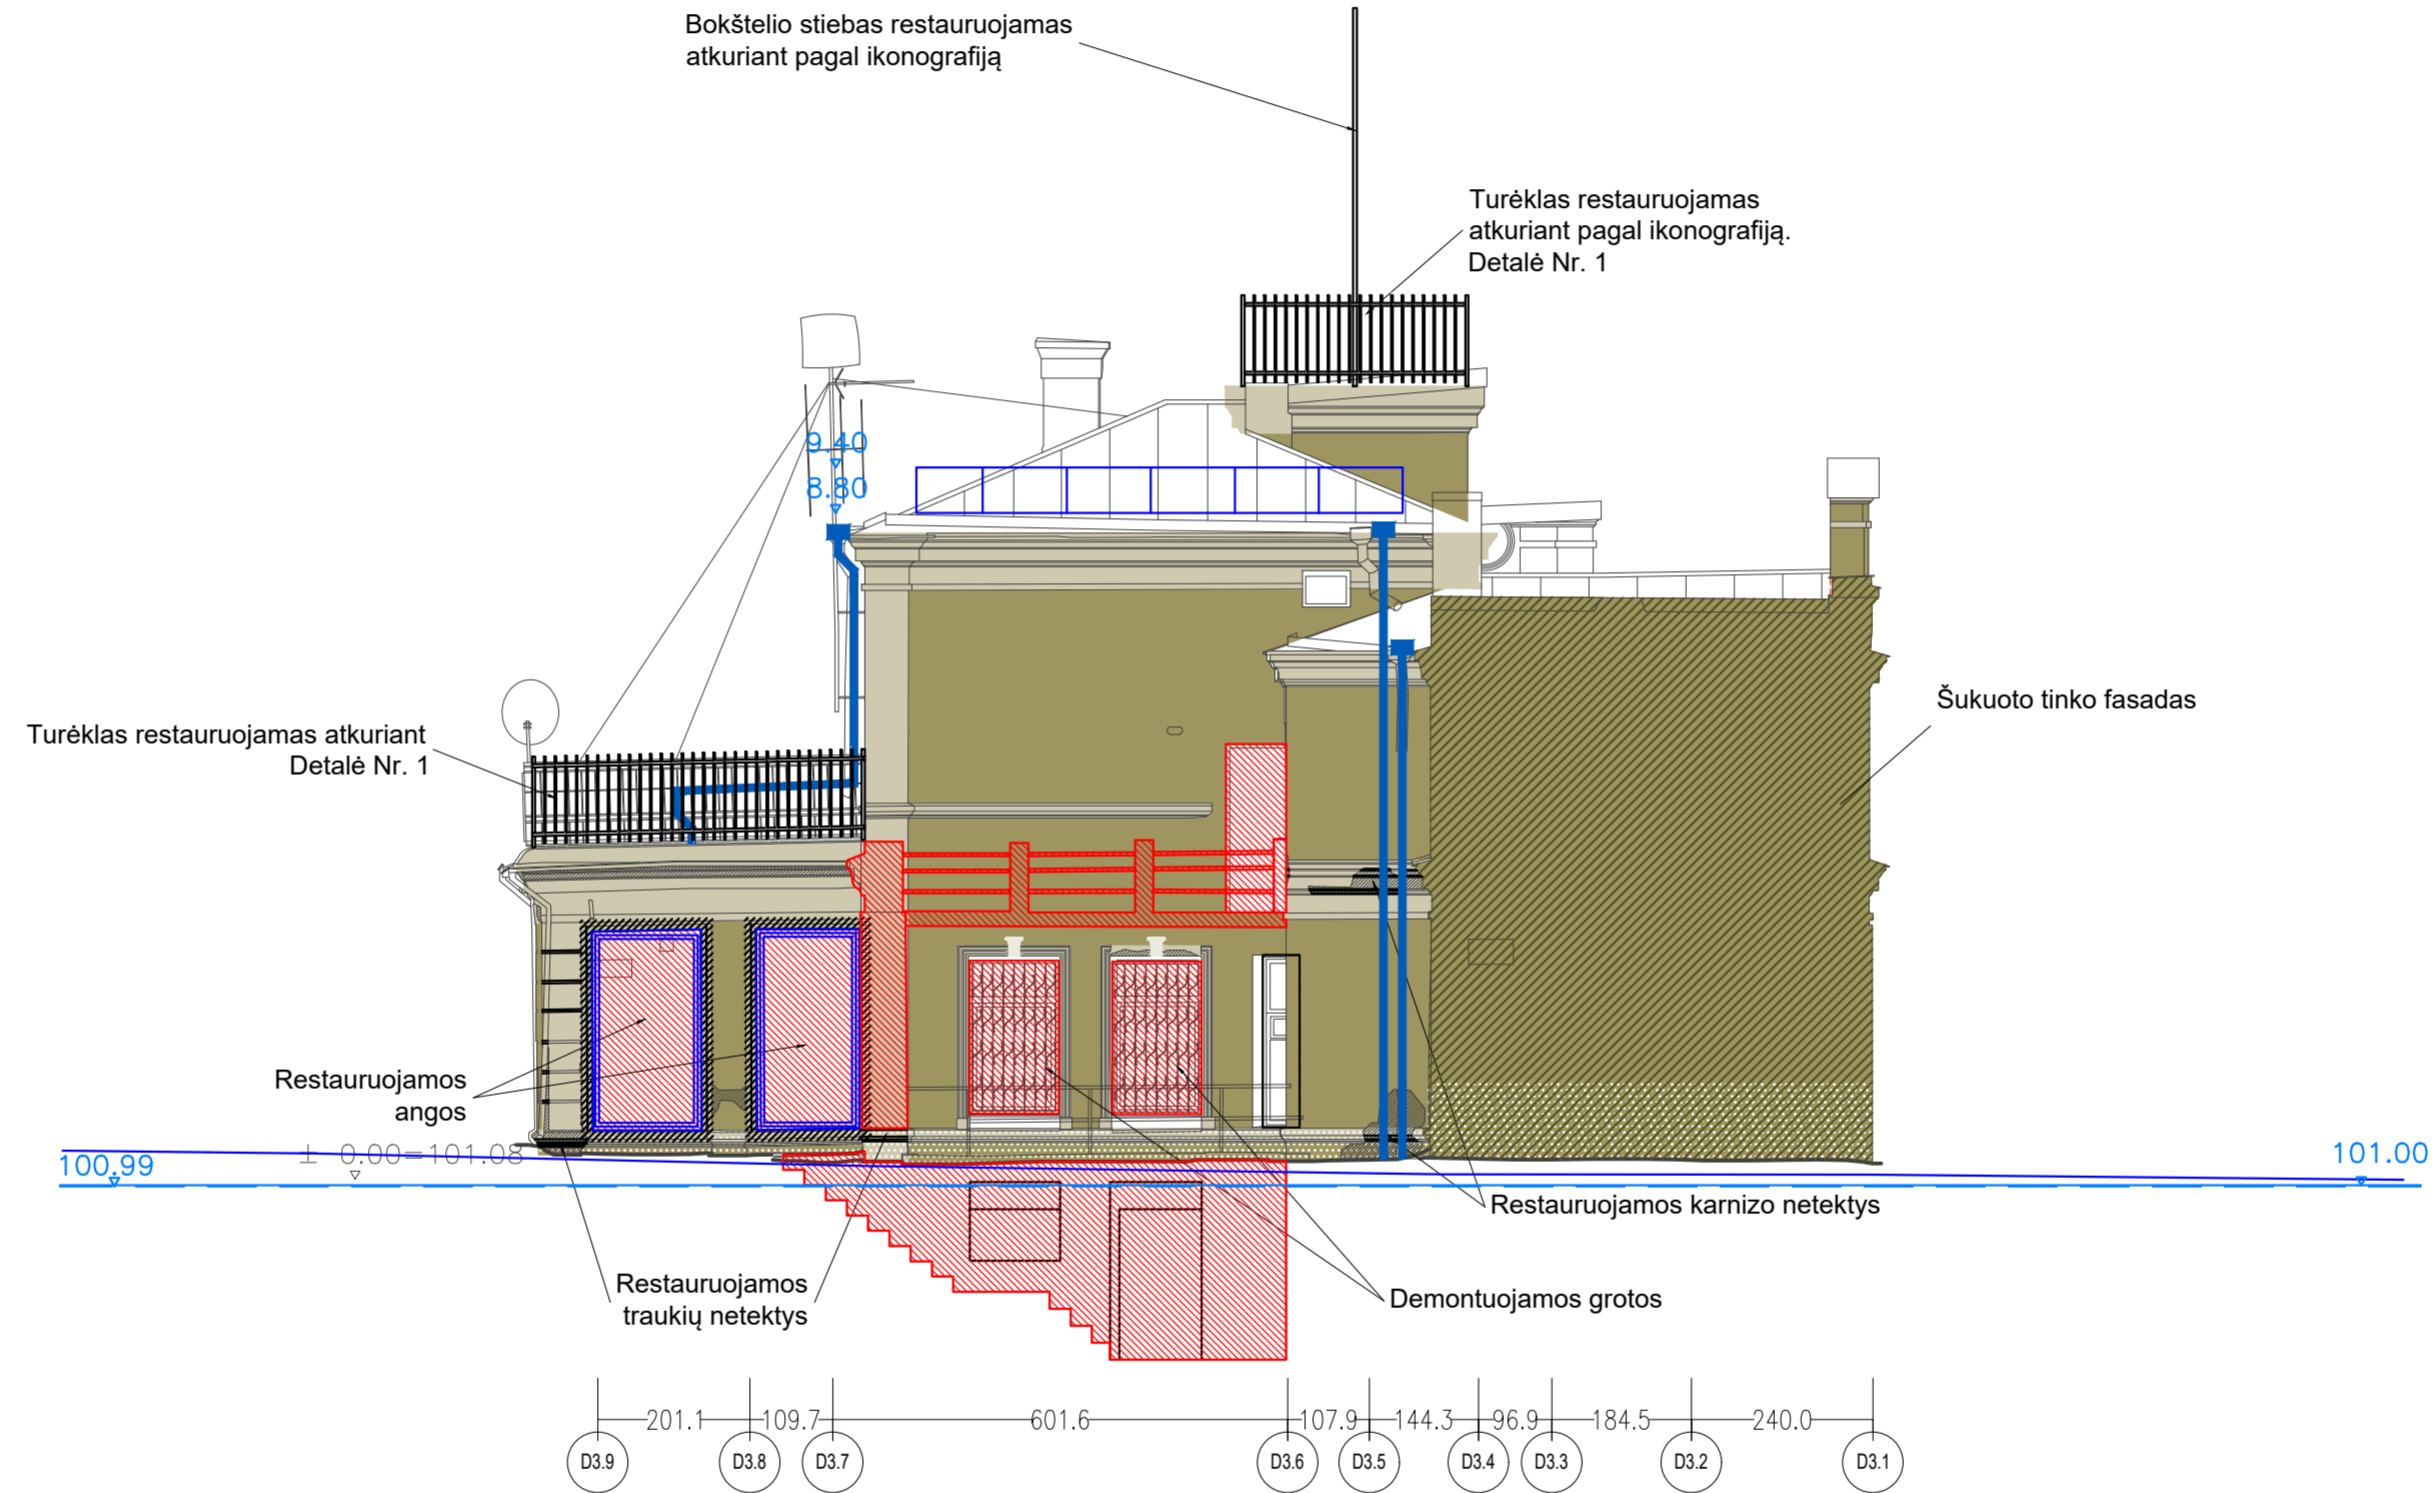 Bokštelio stiebas restauruojamas
atkuriant pagal ikonografiją
Turėklas restauruojamas
atkuriant pagal ikonografiją.
Detalė Nr. 1
9.40
8.80
Šukuoto tinko fasadas
Turėklas restauruojamas atkuriant
Detalė Nr. 1
Restauruojamos
angos
± 0.00=101.08
100.99
101.00
Restauruojamos karnizo netektys
Restauruojamos
traukių netektys
Demontuojamos grotos
201.1 109.7 601.6 107.9 144.3 96.9 184.5 240.0
D3.9 D3.8 D3.7 D3.6 D3.5 D3.4 D3.3 D3.2 D3.1